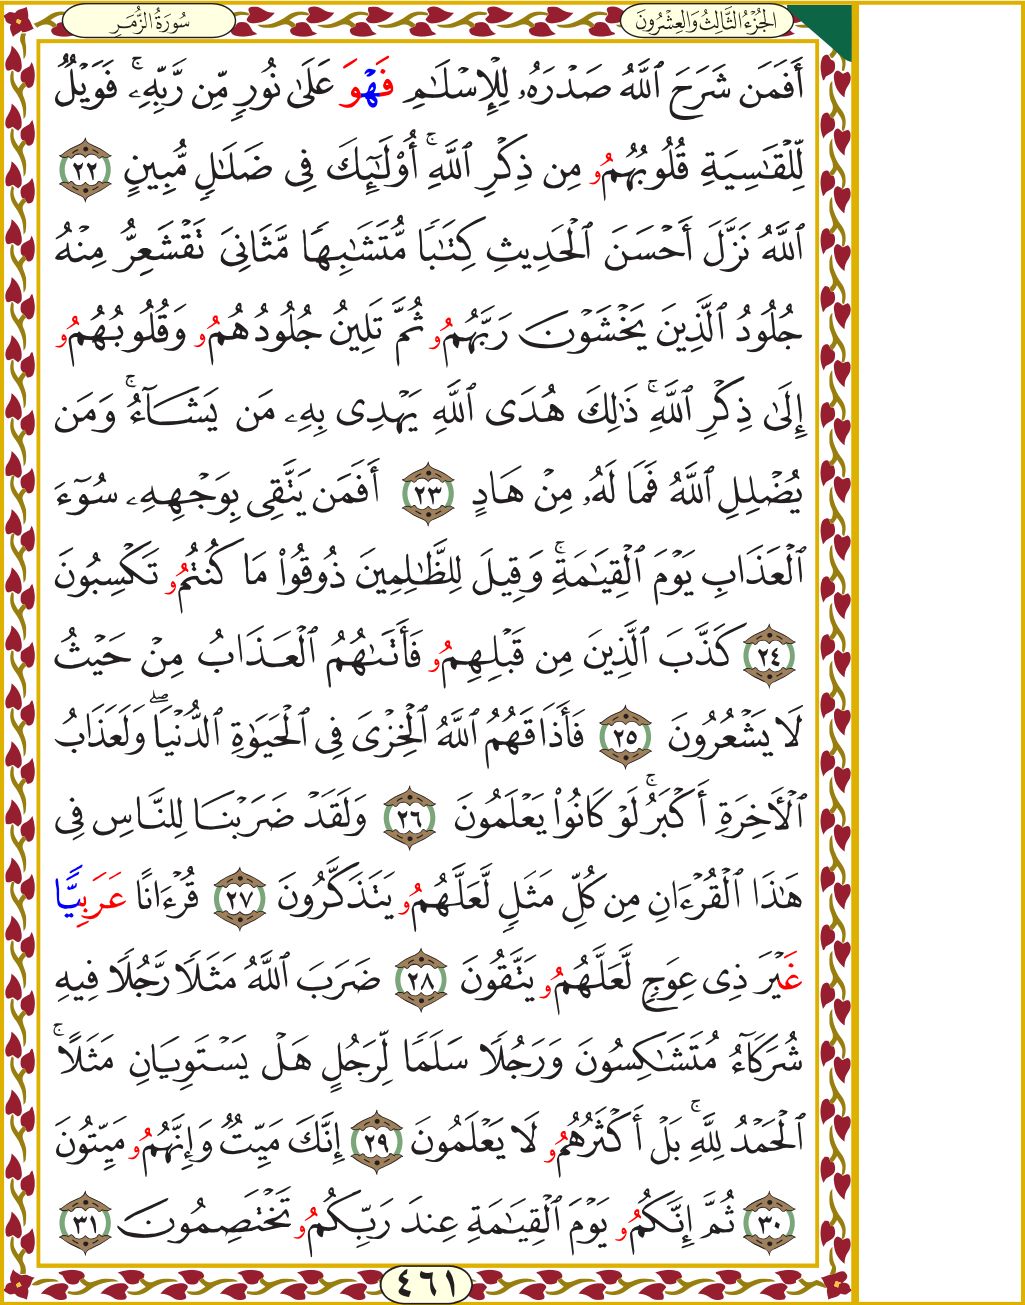 الجُزْءُ الثَّالِثُ وَالعِشْرُونَ
سُورَةُ الزُّمَرِ
أَفَمَن شَرَحَ ٱللَّهُ صَدْرَهُۥ لِلْإِسْلَٰمِ فَهْوَ عَلَىٰ نُورٍ مِّن رَّبِّهِۦۚ فَوَيْلٌ
لِّلْقَٰسِيَةِ قُلُوبُهُمُۥ مِن ذِكْرِ ٱللَّهِۚ أُوْلَٰٓئِكَ فِى ضَلَٰلٍ مُّبِينٍ ٢٢
ٱللَّهُ نَزَّلَ أَحْسَنَ ٱلْحَدِيثِ كِتَٰبًا مُّتَشَٰبِهًا مَّثَانِىَ تَقْشَعِرُّ مِنْهُ
جُلُودُ ٱلَّذِينَ يَخْشَوْنَ رَبَّهُمُۥ ثُمَّ تَلِينُ جُلُودُهُمُۥ وَقُلُوبُهُمُۥ
إِلَىٰ ذِكْرِ ٱللَّهِۚ ذَٰلِكَ هُدَى ٱللَّهِ يَهْدِى بِهِۦ مَن يَشَآءُۚ وَمَن
يُضْلِلِ ٱللَّهُ فَمَا لَهُۥ مِنْ هَادٍ ٢٣ أَفَمَن يَتَّقِى بِوَجْهِهِۦ سُوٓءَ
ٱلْعَذَابِ يَوْمَ ٱلْقِيَٰمَةِۚ وَقِيلَ لِلظَّٰلِمِينَ ذُوقُوا۟ مَا كُنتُمُۥ تَكْسِبُونَ
٢٤ كَذَّبَ ٱلَّذِينَ مِن قَبْلِهِمُۥ فَأَتَىٰهُمُ ٱلْعَذَابُ مِنْ حَيْثُ
لَا يَشْعُرُونَ ٢٥ فَأَذَاقَهُمُ ٱللَّهُ ٱلْخِزْىَ فِى ٱلْحَيَوٰةِ ٱلدُّنْيَاۖ وَلَعَذَابُ
ٱلْأَخِرَةِ أَكْبَرُۚ لَوْ كَانُوا۟ يَعْلَمُونَ ٢٦ وَلَقَدْ ضَرَبْنَا لِلنَّاسِ فِى
هَٰذَا ٱلْقُرْءَانِ مِن كُلِّ مَثَلٍ لَّعَلَّهُمُۥ يَتَذَكَّرُونَ ٢٧ قُرْءَانًا عَرَبِيًّا
غَيْرَ ذِى عِوَجٍ لَّعَلَّهُمُۥ يَتَّقُونَ ٢٨ ضَرَبَ ٱللَّهُ مَثَلًا رَّجُلًا فِيهِ
شُرَكَآءُ مُتَشَٰكِسُونَ وَرَجُلًا سَلَمًا لِّرَجُلٍ هَلْ يَسْتَوِيَانِ مَثَلًاۚ
ٱلْحَمْدُ لِلَّهِۚ بَلْ أَكْثَرُهُمُۥ لَا يَعْلَمُونَ ٢٩ إِنَّكَ مَيِّتٌ وَإِنَّهُمُۥ مَيِّتُونَ
٣٠ ثُمَّ إِنَّكُمُۥ يَوْمَ ٱلْقِيَٰمَةِ عِندَ رَبِّكُمُۥ تَخْتَصِمُونَ ٣١
٤٦١